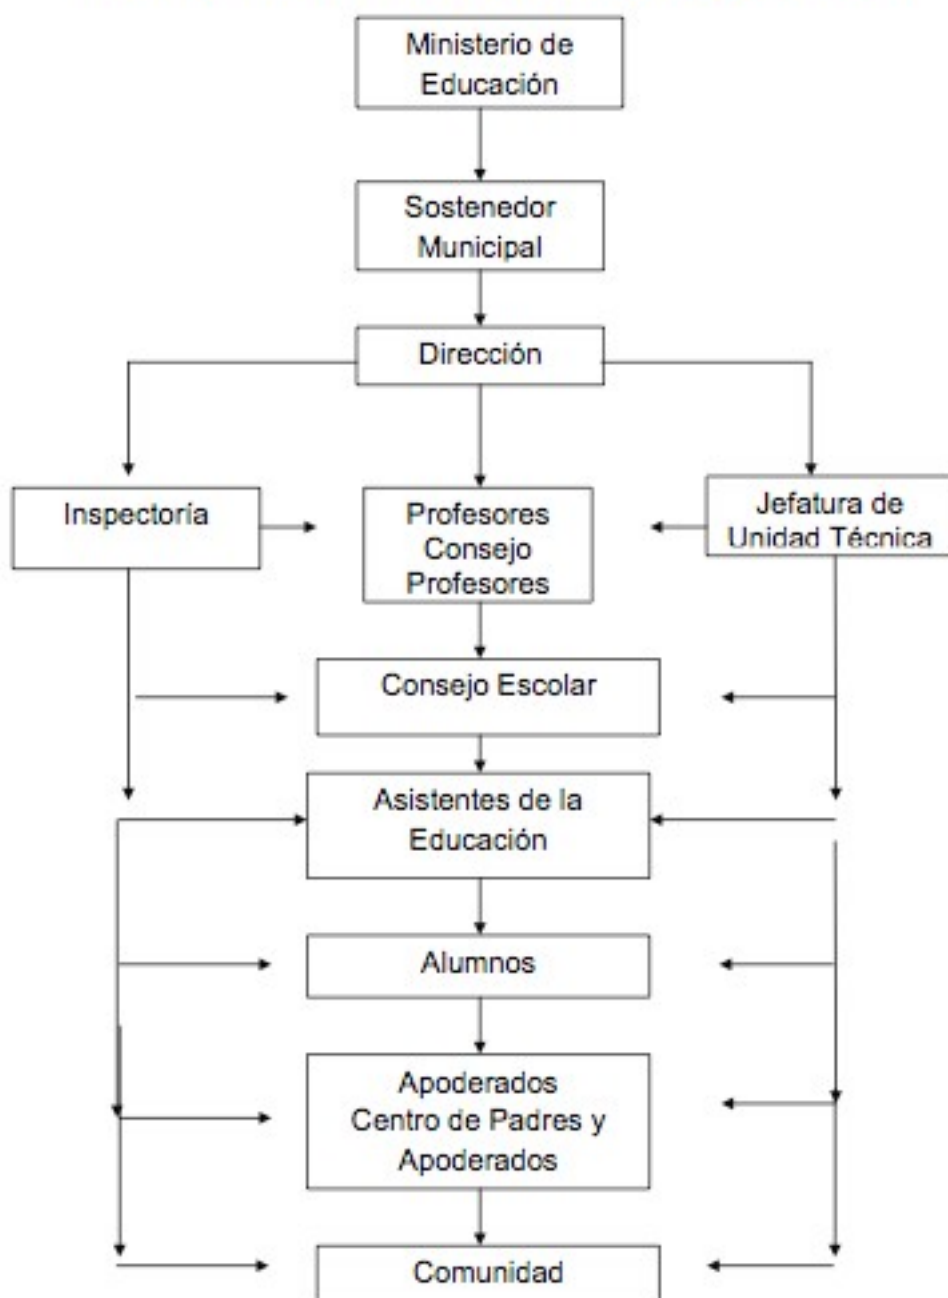 Ministerio de
Educación
Sostenedor
Municipal
Dirección
Inspectoría
Profesores
Consejo
Profesores
Jefatura de
Unidad Técnica
Consejo Escolar
Asistentes de la
Educación
Alumnos
Apoderados
Centro de Padres y
Apoderados
Comunidad